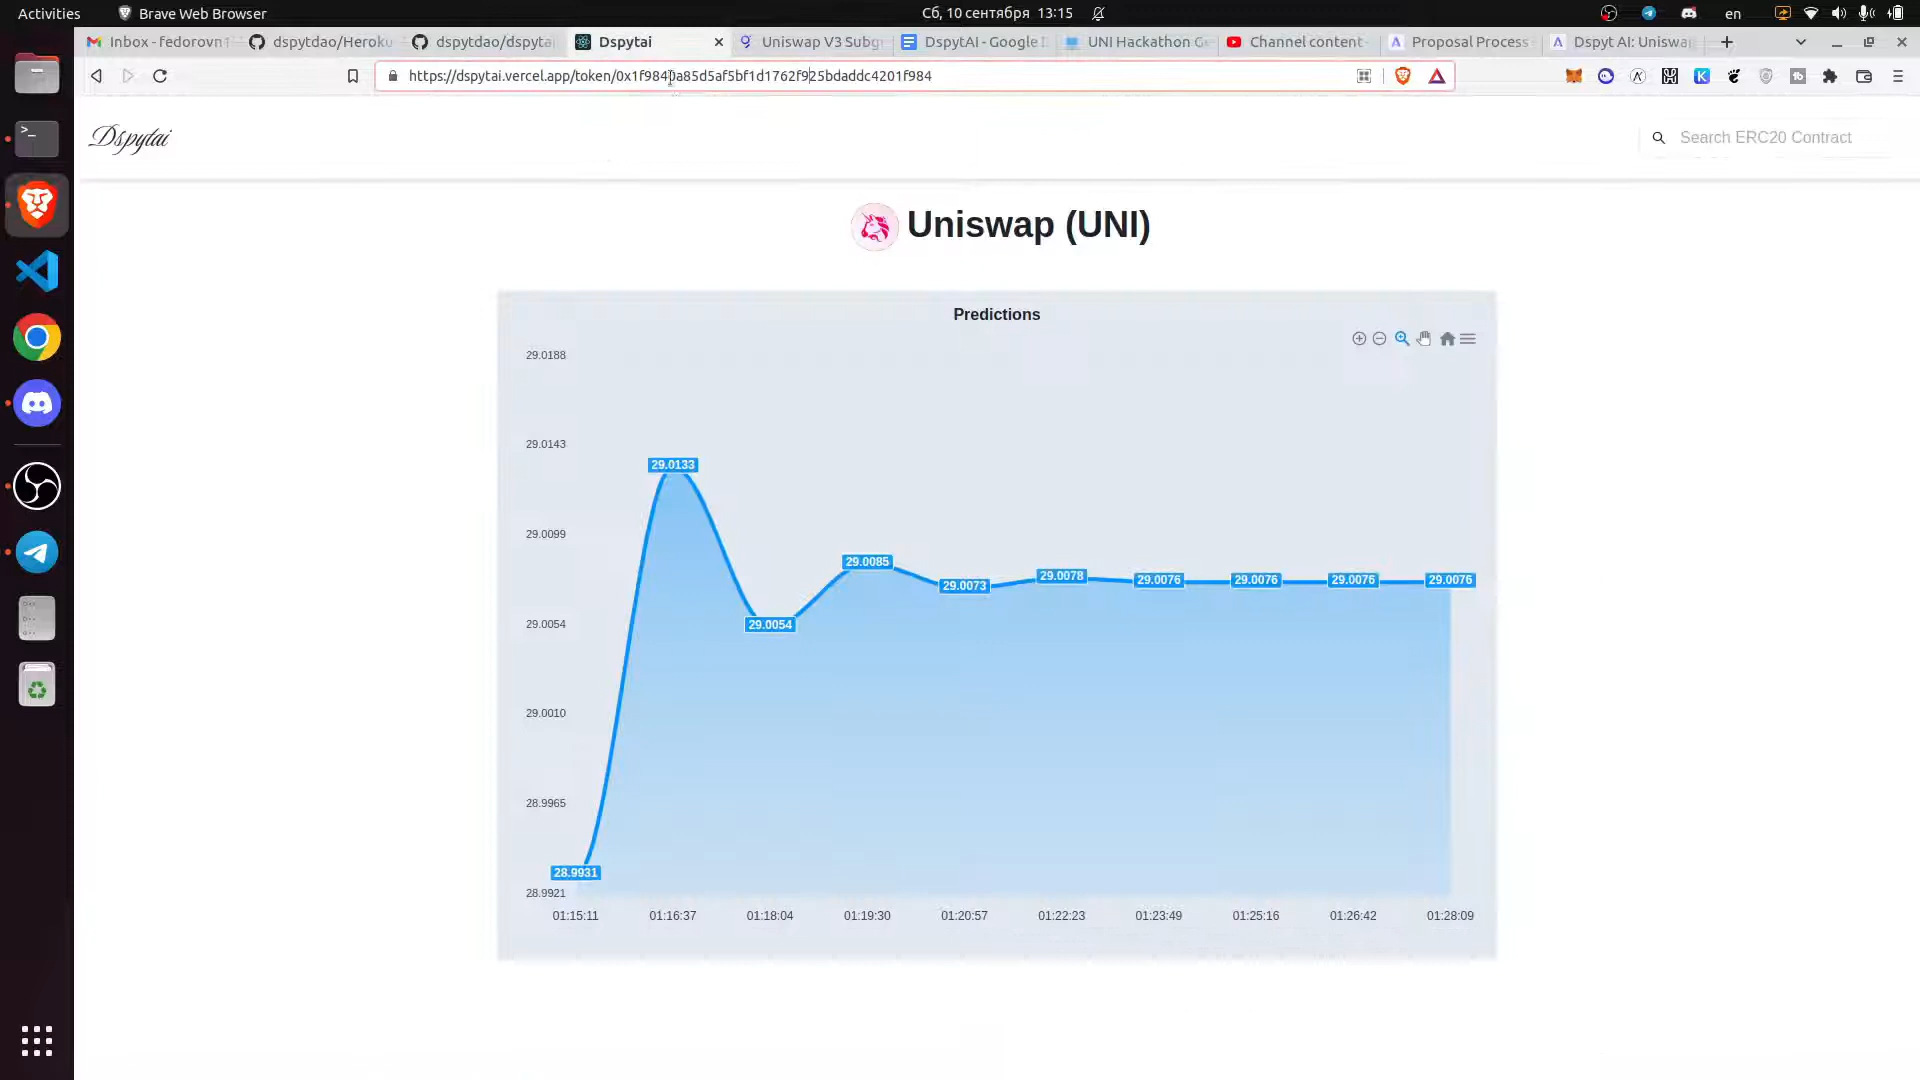 Activities
Brave Web Browser
Сб, 10 сентября 13:15
en
Inbox - fedorovn1
dspytdao/Heroku
dspytdao/dspyta
Dspytai
Uniswap V3 Subg
DspytAI - Google
UNI Hackathon G
Channel content
Proposal Process
Dspyt AI: Uniswa
https://dspytai.vercel.app/token/0x1f9840a85d5af5bf1d1762f925bdaddc4201f984
Dspytai
Search ERC20 Contract
Uniswap (UNI)
Predictions
29.0188
29.0143
29.0133
29.0099
29.0085
29.0078
29.0076
29.0076
29.0076
29.0076
29.0073
29.0054
29.0054
29.0010
28.9965
28.9931
28.9921
01:15:11
01:16:37
01:18:04
01:19:30
01:20:57
01:22:23
01:23:49
01:25:16
01:26:42
01:28:09